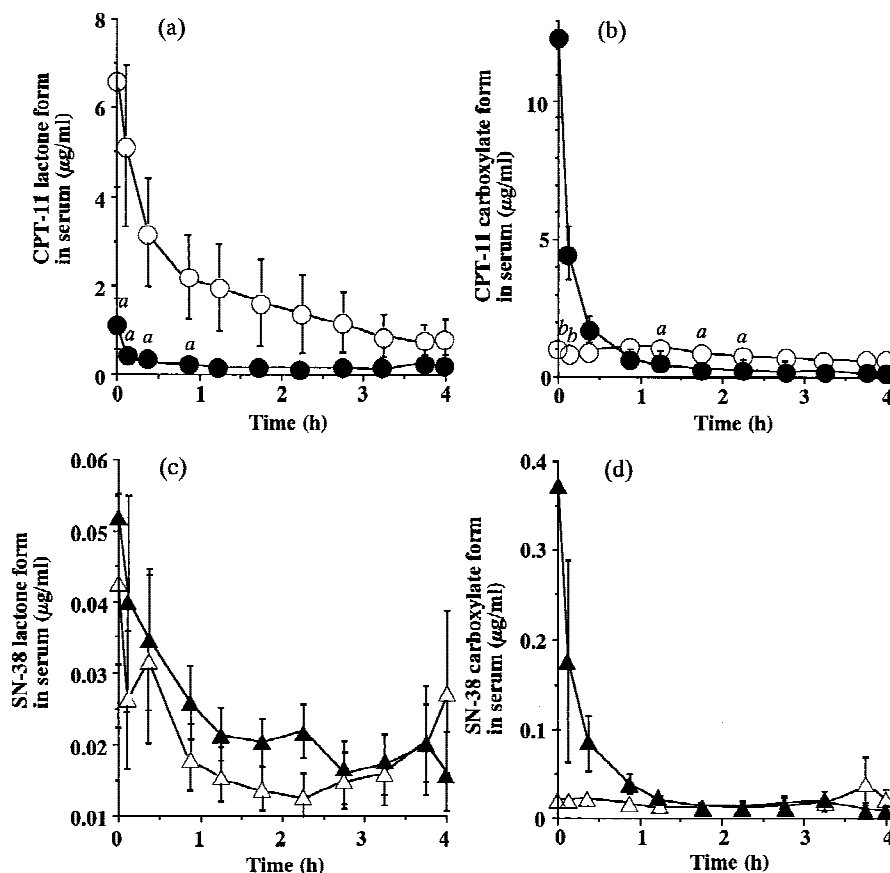 (a)
CPT-11 lactone form
in serum (µg/ml)
8
6
4
2
0
a
a
a
a
0
1
2
3
4
Time (h)
(b)
CPT-11 carboxylate form
in serum (µg/ml)
10
5
1
b
b
a
a
a
0
1
2
3
4
Time (h)
(c)
SN-38 lactone form
in serum (µg/ml)
0.06
0.05
0.04
0.03
0.02
0.01
0
1
2
3
4
Time (h)
(d)
SN-38 carboxylate form
in serum (µg/ml)
0.4
0.3
0.2
0.1
0
0
1
2
3
4
Time (h)